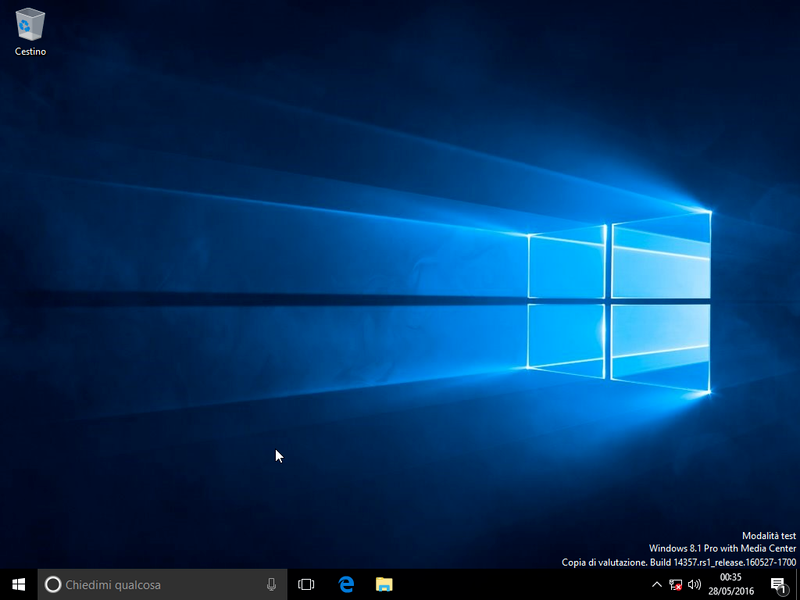 Cestino
Modalità test
Windows 8.1 Pro with Media Center
Copia di valutazione. Build 14357.rs1_release.160527-1700
Chiedimi qualcosa
00:35
28/05/2016
1